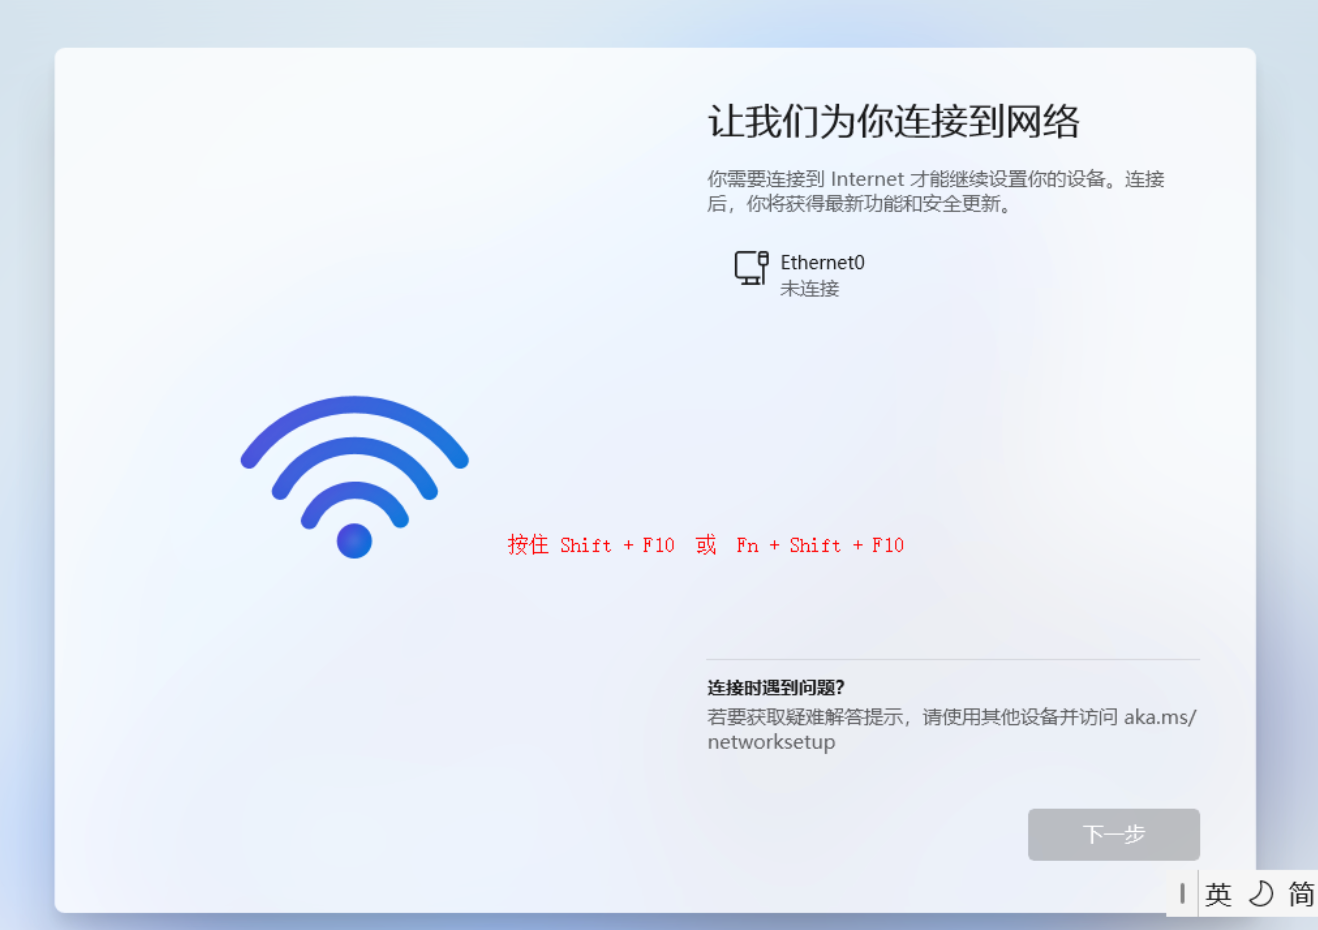 让我们为你连接到网络
你需要连接到 Internet 才能继续设置你的设备。连接
后，你将获得最新功能和安全更新。
Ethernet0
未连接
按住 Shift + F10 或 Fn + Shift + F10
连接时遇到问题?
若要获取疑难解答提示，请使用其他设备并访问 aka.ms/
networksetup
下一步
英 简